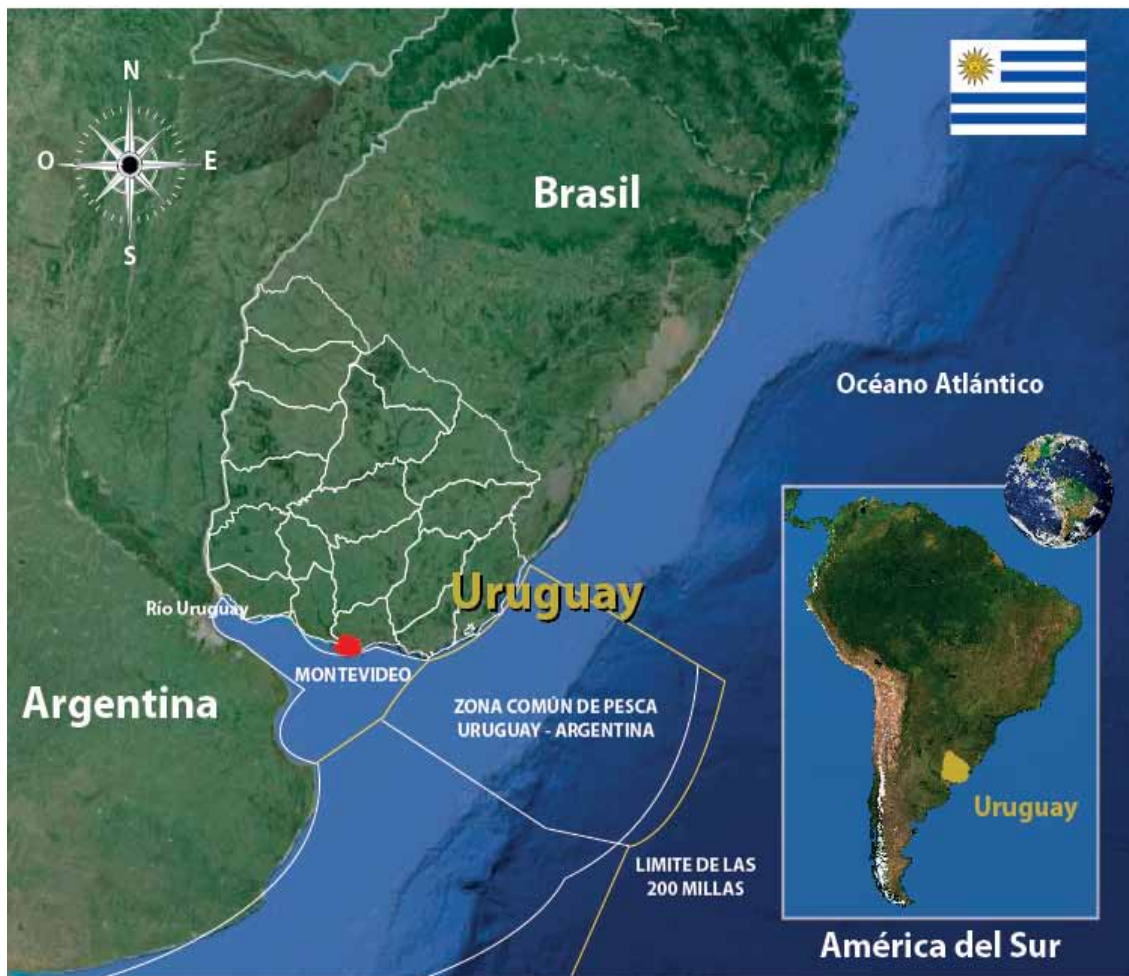 N
O
E
S
Brasil
Océano Atlántico
Uruguay
Río Uruguay
MONTEVIDEO
Argentina
ZONA COMÚN DE PESCA
URUGUAY - ARGENTINA
LIMITE DE LAS
200 MILLAS
Uruguay
América del Sur